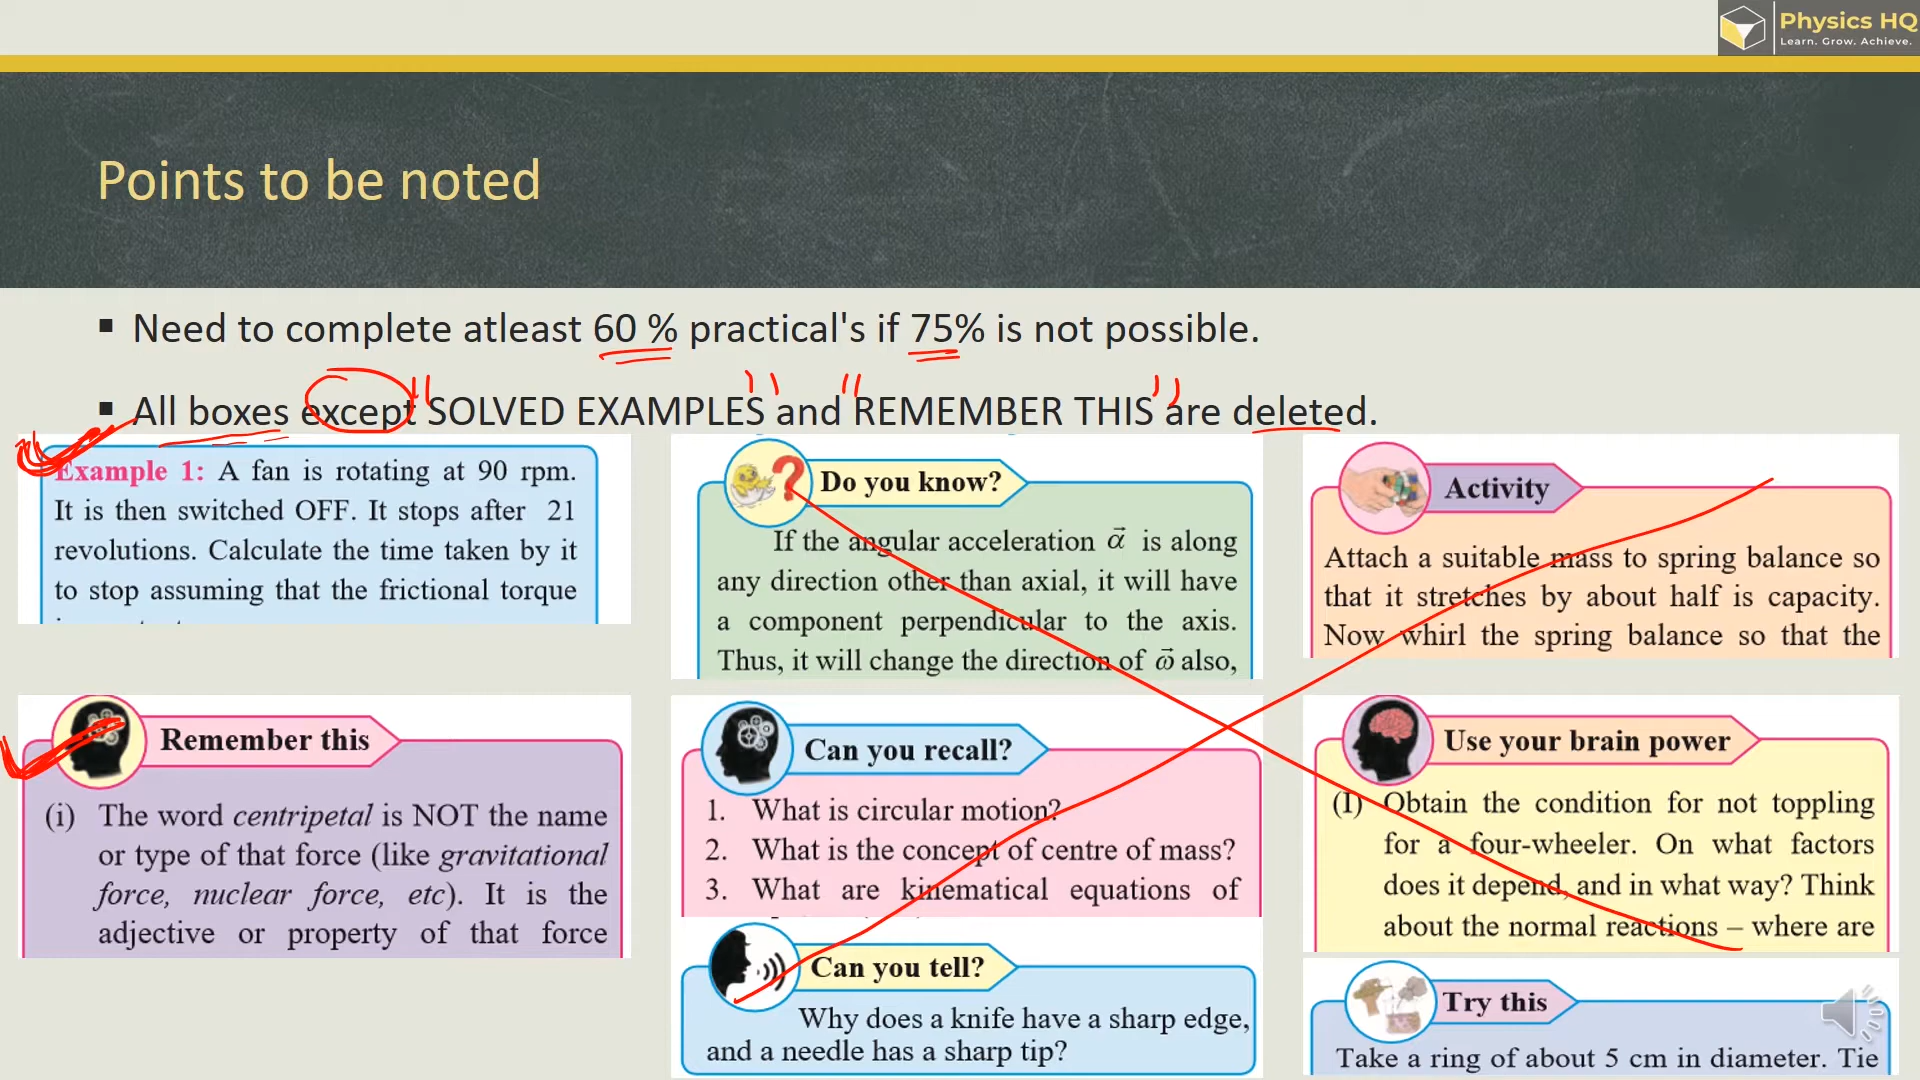 Physics HQ
Learn. Grow. Achieve.
Points to be noted
Need to complete atleast 60 % practical's if 75% is not possible.
All boxes except SOLVED EXAMPLES and REMEMBER THIS are deleted.
Example 1: A fan is rotating at 90 rpm.
It is then switched OFF. It stops after 21
revolutions. Calculate the time taken by it
to stop assuming that the frictional torque
Do you know?
If the angular acceleration α⃗ is along
any direction other than axial, it will have
a component perpendicular to the axis.
Thus, it will change the direction of ω⃗ also,
Activity
Attach a suitable mass to spring balance so
that it stretches by about half is capacity.
Now whirl the spring balance so that the
Remember this
(i) The word centripetal is NOT the name
or type of that force (like gravitational
force, nuclear force, etc). It is the
adjective or property of that force
Can you recall?
1. What is circular motion?
2. What is the concept of centre of mass?
3. What are kinematical equations of
Use your brain power
(I) Obtain the condition for not toppling
for a four-wheeler. On what factors
does it depend, and in what way? Think
about the normal reactions – where are
Can you tell?
Why does a knife have a sharp edge,
and a needle has a sharp tip?
Try this
Take a ring of about 5 cm in diameter. Tie